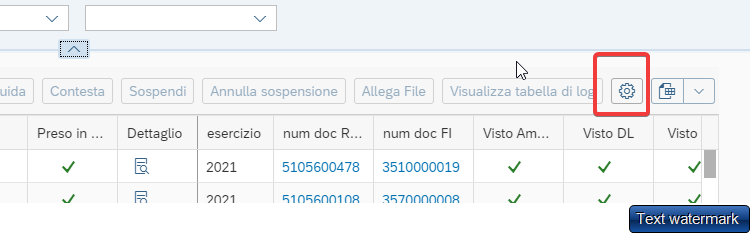 uida Contesta Sospendi Annulla sospensione Allega File Visualizza tabella di log
Preso in ... Dettaglio esercizio num doc R... num doc FI Visto Am... Visto DL Visto
2021 5105600478 3510000019
2021 5105600108 3570000008
Text watermark